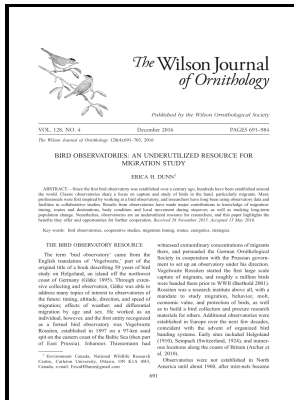 The Wilson Journal
of Ornithology
Published by the Wilson Ornithological Society
VOL. 128, NO. 4 December 2016 PAGES 691–984
The Wilson Journal of Ornithology 128(4):691–703, 2016
BIRD OBSERVATORIES: AN UNDERUTILIZED RESOURCE FOR
MIGRATION STUDY
ERICA H. DUNN¹
ABSTRACT.—Since the first bird observatory was established over a century ago, hundreds have been established around
the world. Classic observatories share a focus on capture and study of birds in the hand, particularly migrants. Many
professionals were first inspired by working at a bird observatory, and researchers have long been using observatory data and
facilities in collaborative studies. Results from observatories have made major contributions to knowledge of migration:
timing, routes and destinations, body condition and local movement during stopover, as well as tracking long-term
population change. Nonetheless, observatories are an underutilized resource for researchers, and this paper highlights the
benefits they offer and opportunities for further cooperation. Received 20 November 2015. Accepted 31 May 2016.
Key words: bird observatories, cooperative studies, migration timing, routes, energetics, strategies.
THE BIRD OBSERVATORY RESOURCE
The term 'bird observatory' came from the
English translation of 'Vogelwarte,' part of the
original title of a book describing 50 years of bird
study on Helgoland, an island off the northwest
coast of Germany (Gätke 1895). Through exten-
sive collecting and observation, Gätke was able to
address many topics of interest to observatories of
the future: timing, altitude, direction, and speed of
migration; effects of weather; and differential
migration by age and sex. He worked as an
individual, however, and the first entity recognized
as a formal bird observatory was Vogelwarte
Rossitten, established in 1897 on a 97-km sand
spit on the eastern coast of the Baltic Sea (then part
of East Prussia). Johannes Thienemann had
¹ Environment Canada, National Wildlife Research
Centre, Carleton University, Ottawa, ON K1A 0H3,
Canada; e-mail: EricaHDunn@gmail.com
witnessed extraordinary concentrations of migrants
there, and persuaded the German Ornithological
Society in cooperation with the Prussian govern-
ment to set up an observatory under his direction.
Vogelwarte Rossitten started the first large scale
capture of migrants, and roughly a million birds
were banded there prior to WWII (Berthold 2001).
Rossitten was a research institute above all, with a
mandate to study migration, behavior, molt,
economic value, and protection of birds, as well
as to build a bird collection and procure research
materials for others. Additional observatories were
established in Europe over the next few decades,
coincident with the advent of organized bird
banding systems. Early sites included Helgoland
(1910), Sempach (Switzerland, 1924), and numer-
ous locations along the coasts of Britain (Archer et
al. 2010).
Observatories were not established in North
America until about 1960, after mist-nets became
691